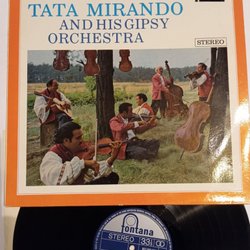 TATA MIRANDO
AND HIS GIPSY
ORCHESTRA
STEREO
fontana
STEREO 33⅓